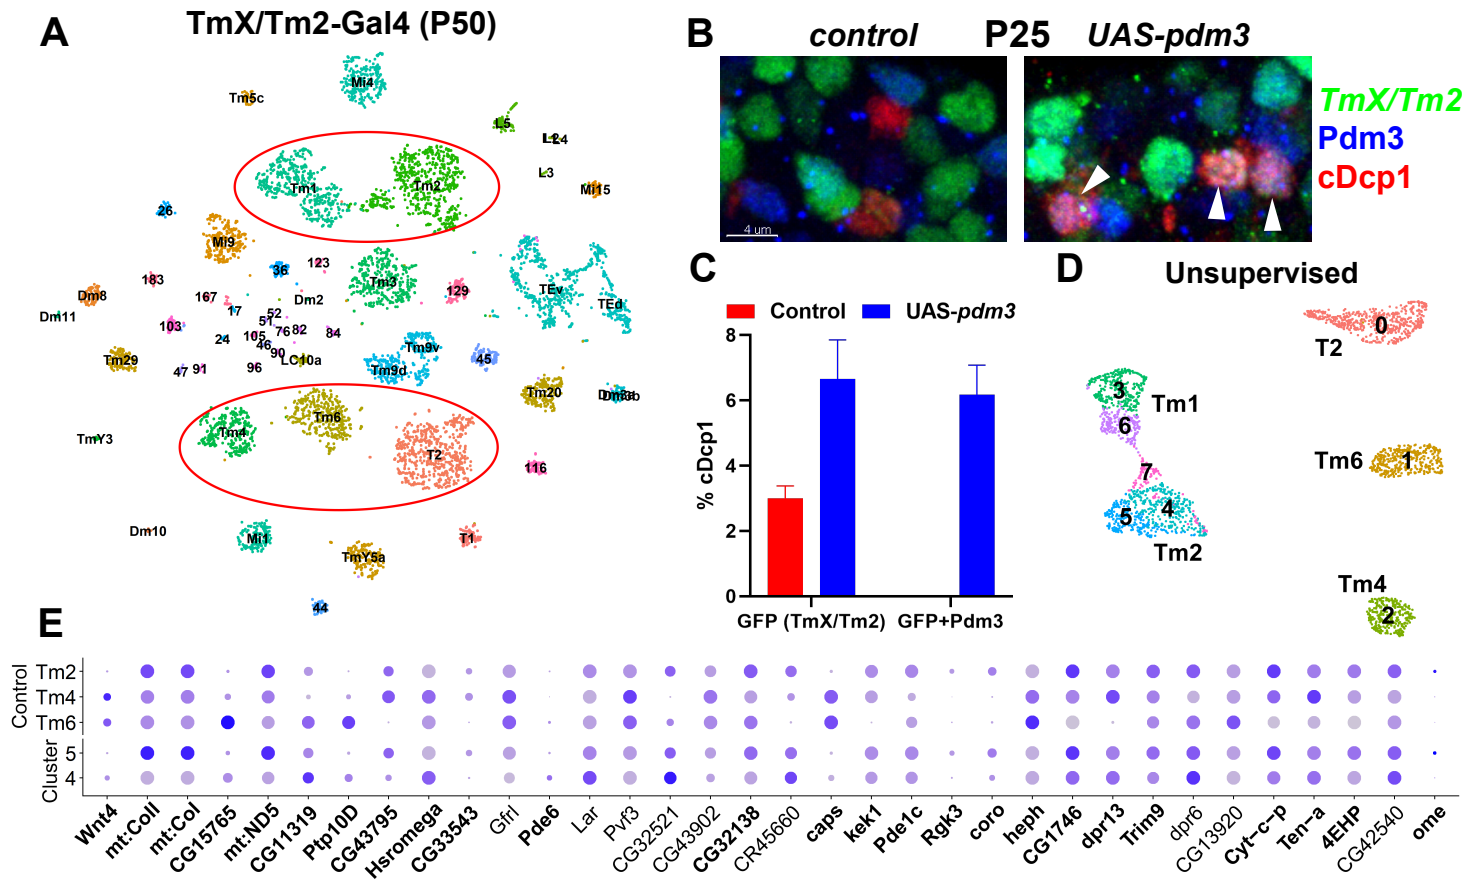 A
TmX/Tm2-Gal4 (P50)
Mi4
Tm5c
L5
L4
L3
Tm1
Tm2
Mi15
26
Mi9
123
36
183
Tm3
129
TEv
TEd
Dm8
167
Dm2
Dm11
17
52
51
103
76
82
84
24
105
46
90
Tm9v
45
Tm29
47
91
96
LC10a
Tm9d
Tm20
Tm6
Tm4
TmY3
T2
116
Dm10
Mi1
T1
TmY5a
44
B
control
P25
UAS-pdm3
4 um
TmX/Tm2
Pdm3
cDcp1
C
Control
UAS-pdm3
8
6
4
2
0
% cDcp1
GFP (TmX/Tm2)
GFP+Pdm3
D
Unsupervised
0
T2
3
Tm1
6
7
Tm6
1
5
4
Tm2
Tm4
2
E
Control
Tm2
Tm4
Tm6
Cluster
5
4
Wnt4
mt:CoII
mt:CoI
CG15765
mt:ND5
CG11319
Ptp10D
CG43795
Hsromega
CG33543
Gfrl
Pde6
Lar
Pvf3
CG32521
CG43902
CG32138
CR45660
caps
kek1
Pde1c
Rgk3
coro
heph
CG1746
dpr13
Trim9
dpr6
CG13920
Cyt-c-p
Ten-a
4EHP
CG42540
ome